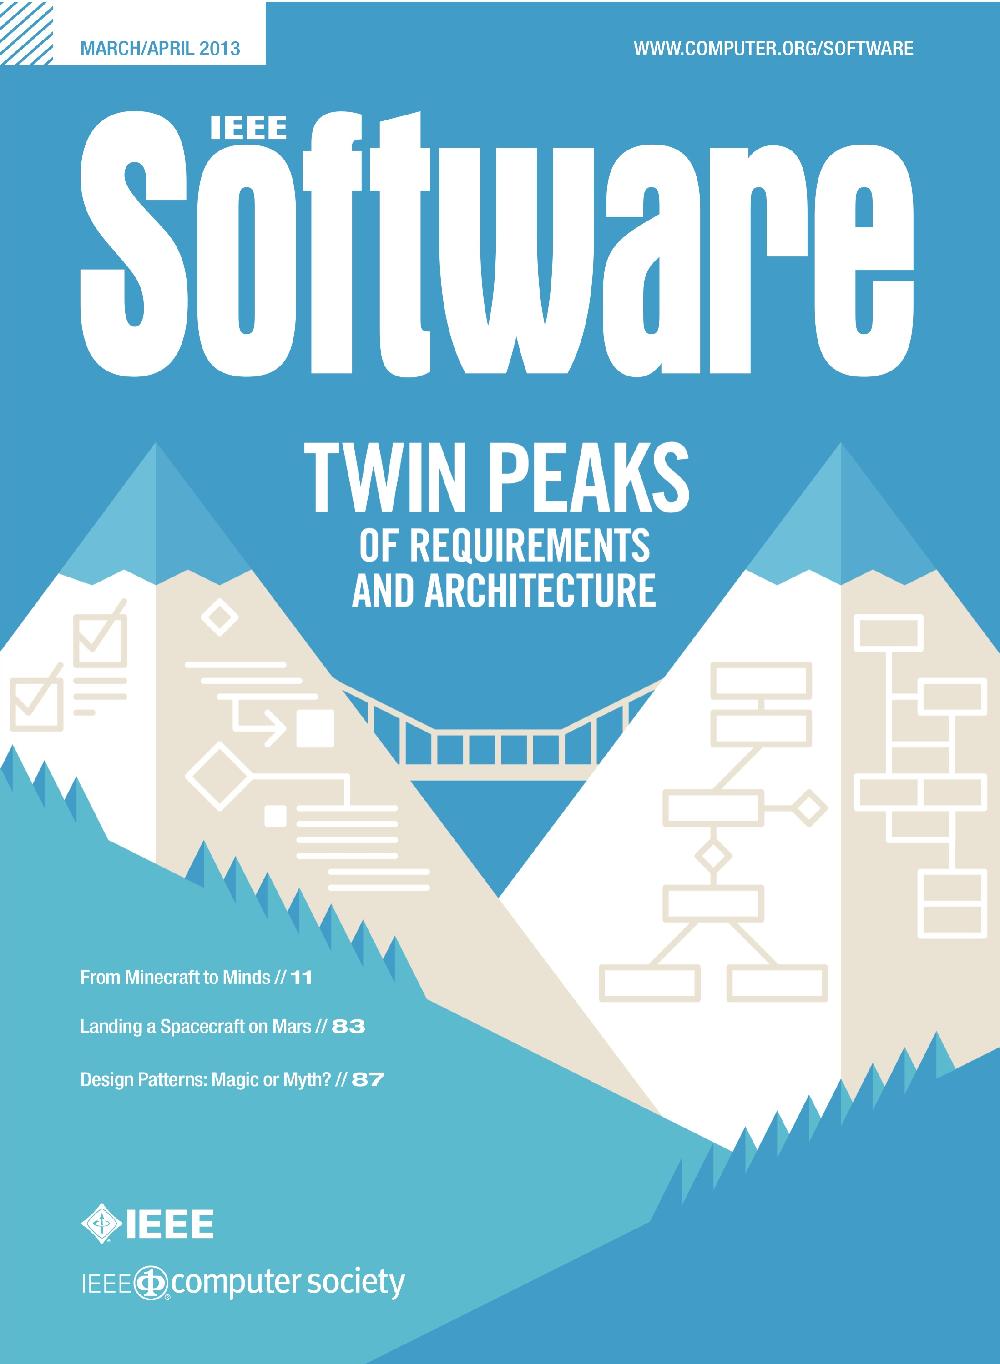 MARCH/APRIL 2013
WWW.COMPUTER.ORG/SOFTWARE
IEEE
Software
TWIN PEAKS
OF REQUIREMENTS
AND ARCHITECTURE
From Minecraft to Minds // 11
Landing a Spacecraft on Mars // 83
Design Patterns: Magic or Myth? // 87
IEEE
IEEE computer society